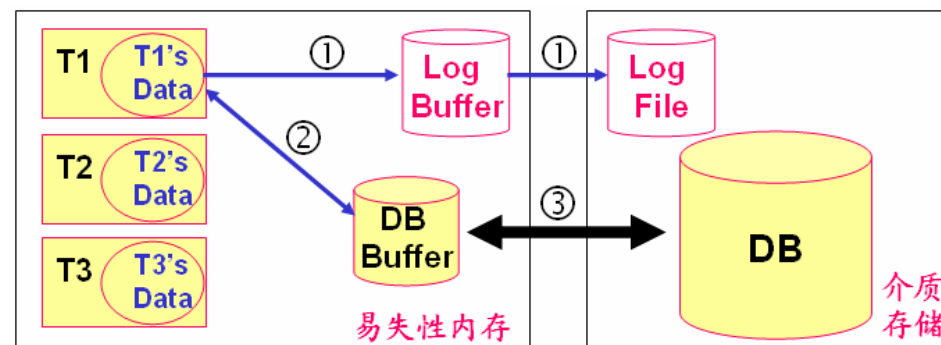 T1
T1's
Data
①
Log
Buffer
①
Log
File
②
T2
T2's
Data
DB
Buffer
③
DB
T3
T3's
Data
易失性内存
介质
存储